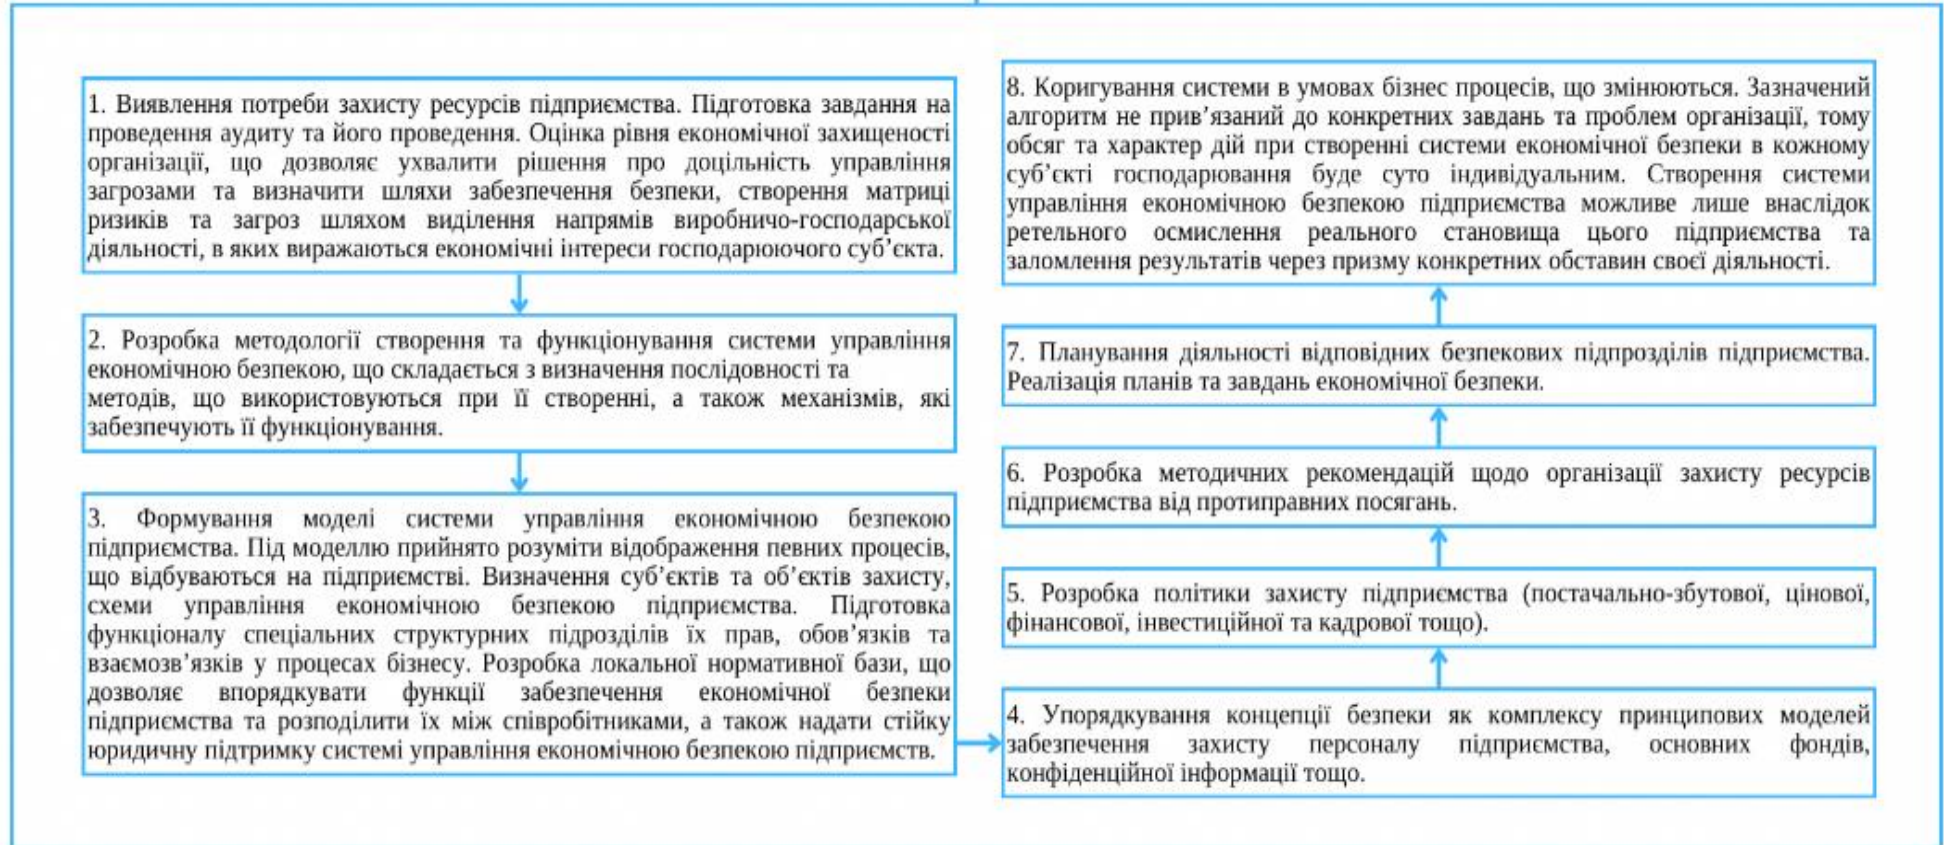 1. Виявлення потреби захисту ресурсів підприємства. Підготовка завдання на
проведення аудиту та його проведення. Оцінка рівня економічної захищеності
організації, що дозволяє ухвалити рішення про доцільність управління
загрозами та визначити шляхи забезпечення безпеки, створення матриці
ризиків та загроз шляхом виділення напрямів виробничо-господарської
діяльності, в яких виражаються економічні інтереси господарюючого суб’єкта.
2. Розробка методології створення та функціонування системи управління
економічною безпекою, що складається з визначення послідовності та
методів, що використовуються при її створенні, а також механізмів, які
забезпечують її функціонування.
3. Формування моделі системи управління економічною безпекою
підприємства. Під моделлю прийнято розуміти відображення певних процесів,
що відбуваються на підприємстві. Визначення суб’єктів та об’єктів захисту,
схеми управління економічною безпекою підприємства. Підготовка
функціоналу спеціальних структурних підрозділів їх прав, обов’язків та
взаємозв’язків у процесах бізнесу. Розробка локальної нормативної бази, що
дозволяє впорядкувати функції забезпечення економічної безпеки
підприємства та розподілити їх між співробітниками, а також надати стійку
юридичну підтримку системі управління економічною безпекою підприємств.
4. Упорядкування концепції безпеки як комплексу принципових моделей
забезпечення захисту персоналу підприємства, основних фондів,
конфіденційної інформації тощо.
5. Розробка політики захисту підприємства (постачально-збутової, цінової,
фінансової, інвестиційної та кадрової тощо).
6. Розробка методичних рекомендацій щодо організації захисту ресурсів
підприємства від протиправних посягань.
7. Планування діяльності відповідних безпекових підпрозділів підприємства.
Реалізація планів та завдань економічної безпеки.
8. Коригування системи в умовах бізнес процесів, що змінюються. Зазначений
алгоритм не прив’язаний до конкретних завдань та проблем організації, тому
обсяг та характер дій при створенні системи економічної безпеки в кожному
суб’єкті господарювання буде суто індивідуальним. Створення системи
управління економічною безпекою підприємства можливе лише внаслідок
ретельного осмислення реального становища цього підприємства та
заломлення результатів через призму конкретних обставин своєї діяльності.